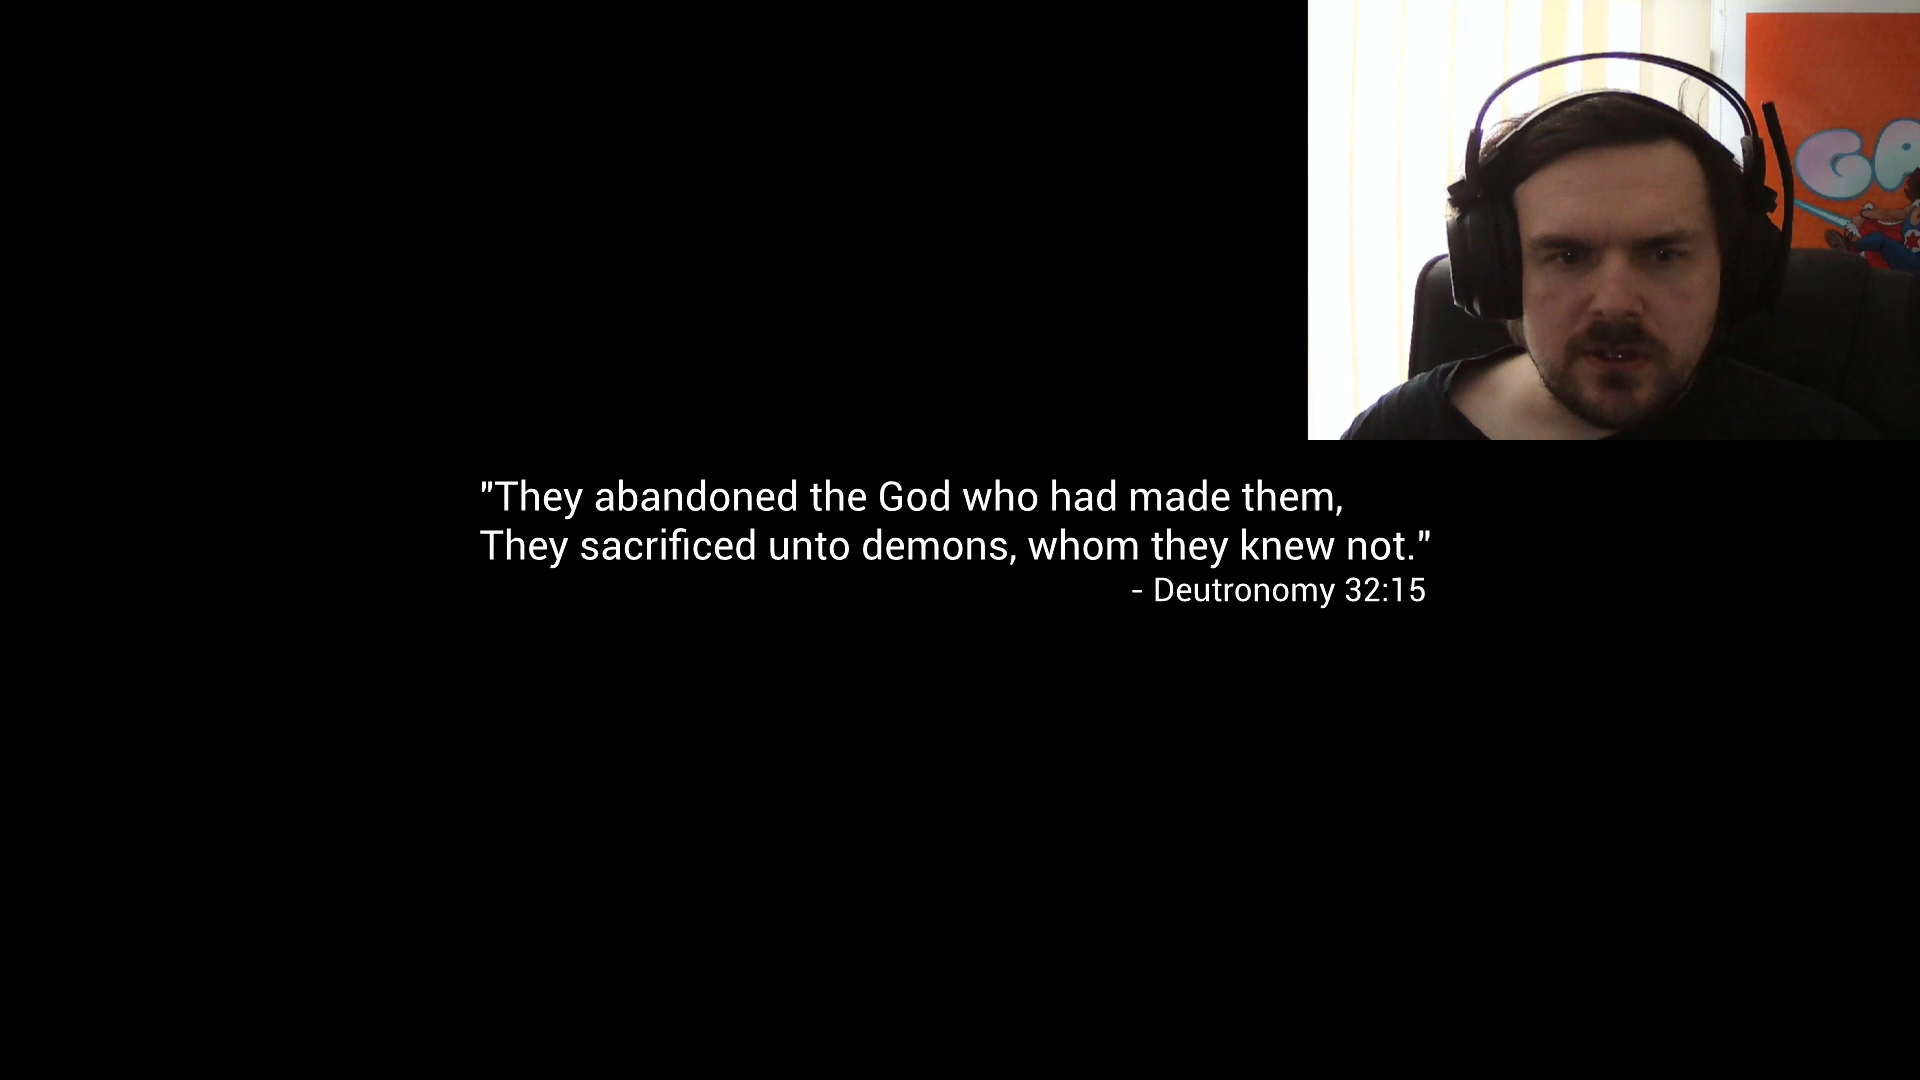 "They abandoned the God who had made them,
They sacrificed unto demons, whom they knew not."
- Deutronomy 32:15
GA